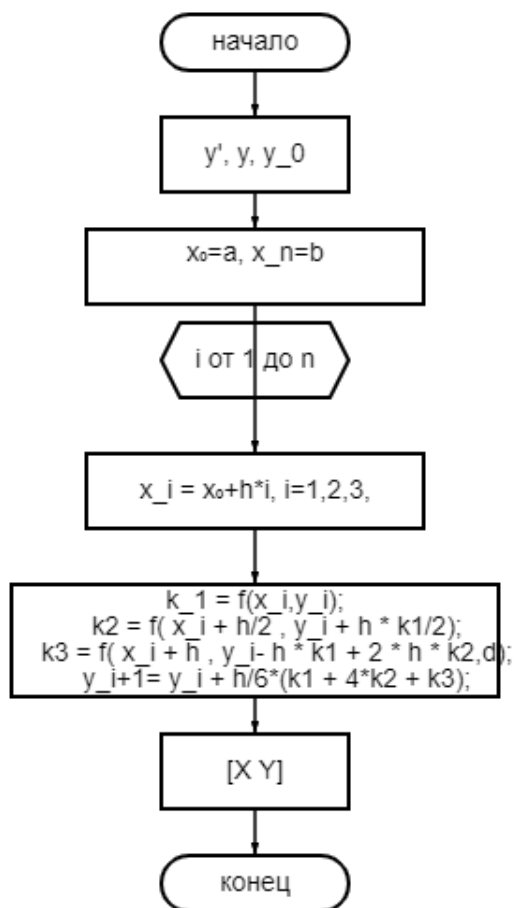 начало
y', y, y_0
x₀=a, x_n=b
i от 1 до n
x_i = x₀+h*i, i=1,2,3,
k_1 = f(x_i,y_i);
k2 = f( x_i + h/2 , y_i + h * k1/2);
k3 = f( x_i + h , y_i- h * k1 + 2 * h * k2,d);
y_i+1= y_i + h/6*(k1 + 4*k2 + k3);
[X Y]
конец